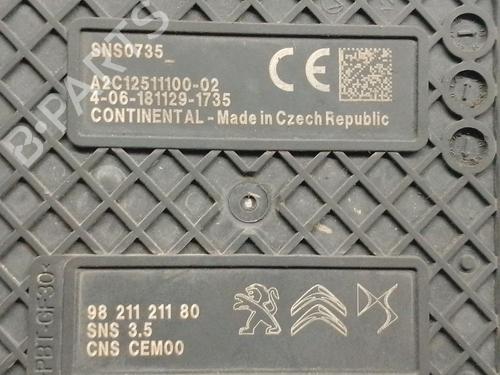 SNS0735_
A2C12511100-02
4-06-181129-1735
CONTINENTAL - Made in Czech Republic
CE
B-PARTS
>PBT-GF30<
98 211 211 80
SNS 3.5
CNS CEM00